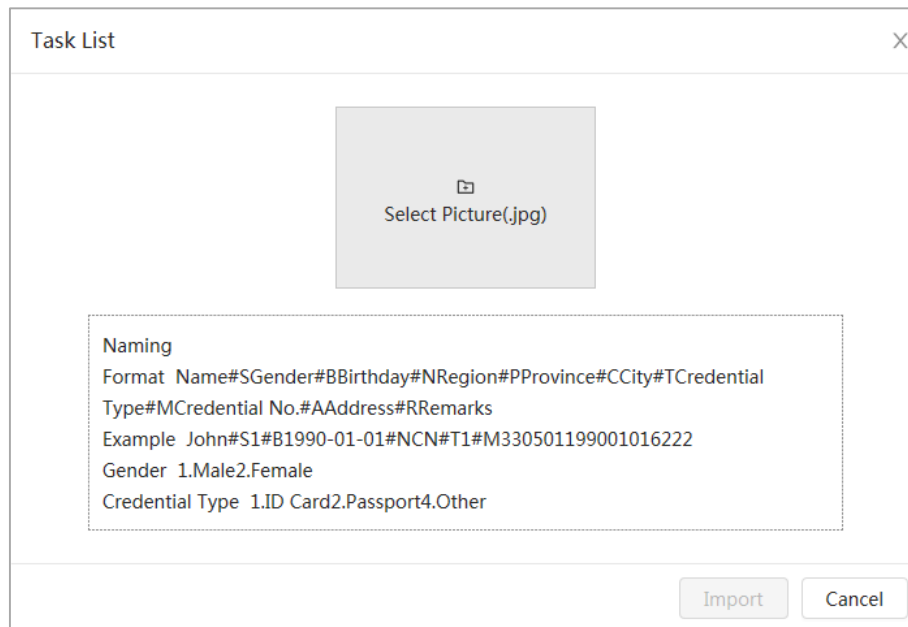 Task List
Select Picture(.jpg)
Naming
Format  Name#SGender#BBirthday#NRegion#PProvince#CCity#TCredential
Type#MCredential No.#AAddress#RRemarks
Example  John#S1#B1990-01-01#NCN#T1#M330501199001016222
Gender  1.Male2.Female
Credential Type  1.ID Card2.Passport4.Other
Import
Cancel